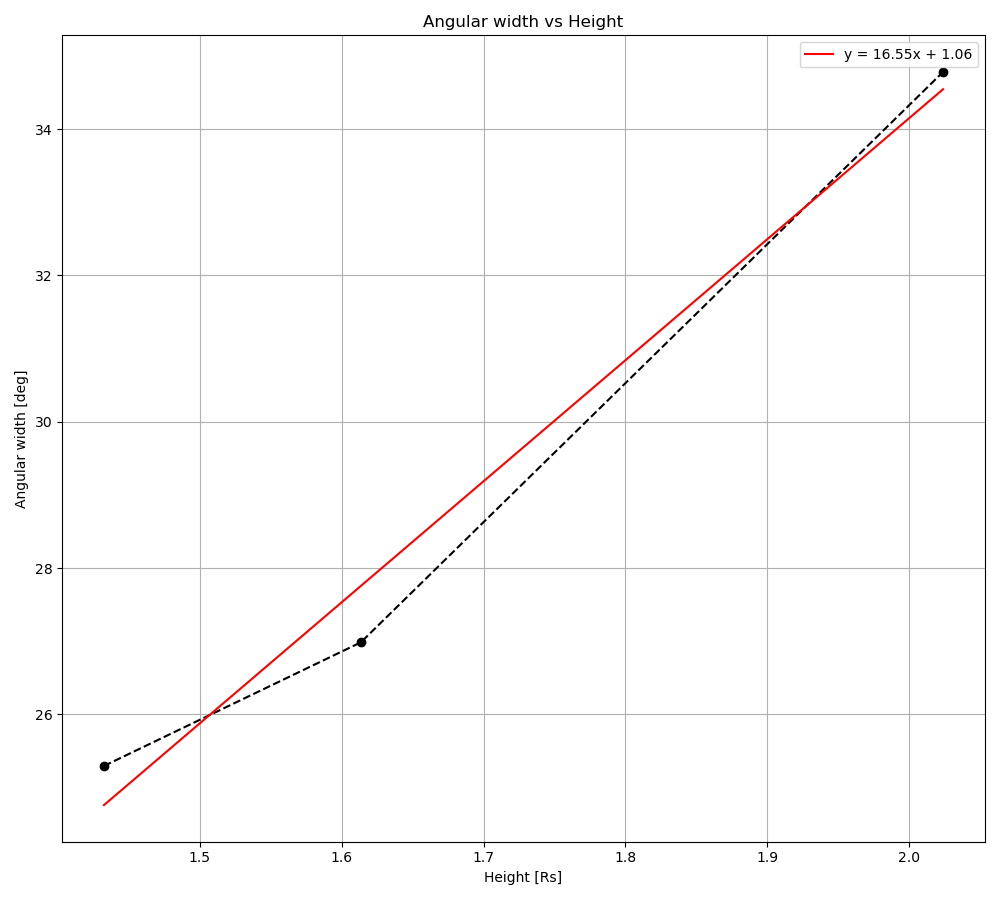 Angular width vs Height
y = 16.55x + 1.06
Angular width [deg]
34
32
30
28
26
1.5 1.6 1.7 1.8 1.9 2.0
Height [Rs]